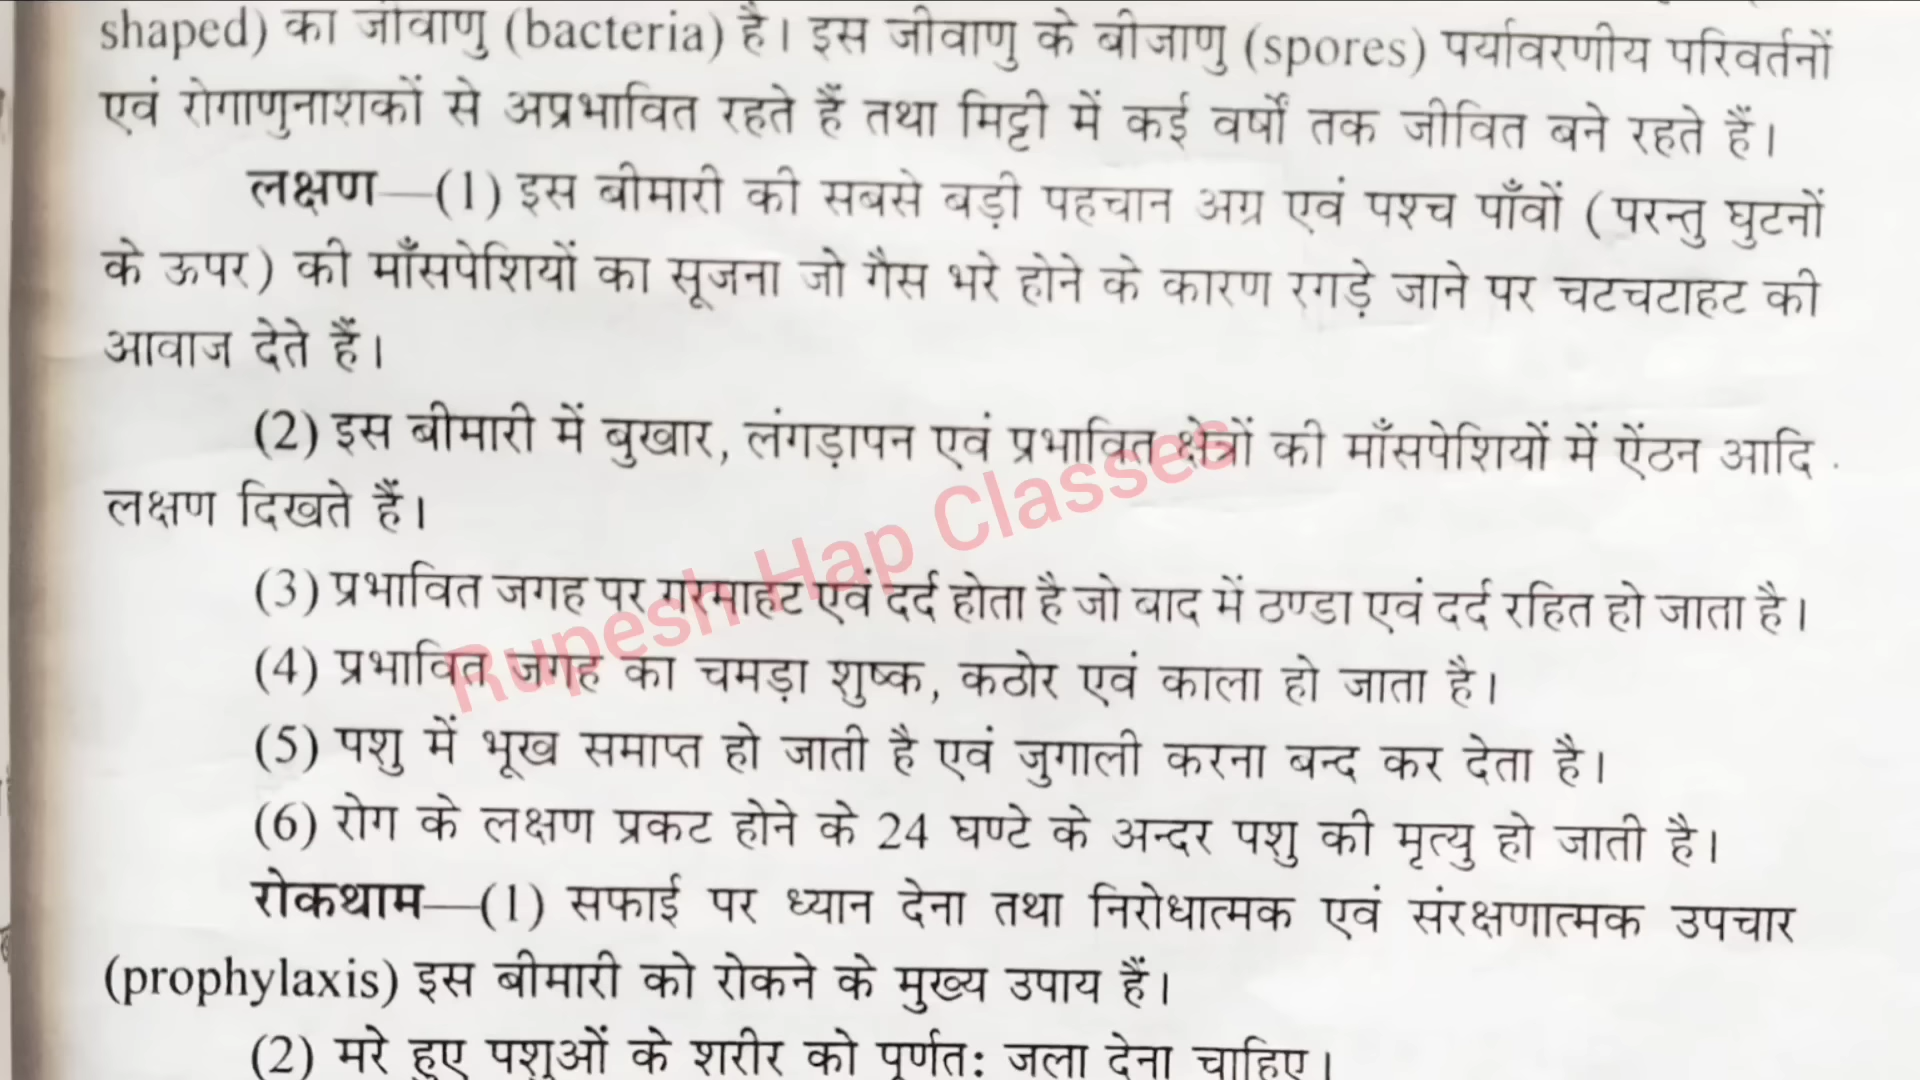 shaped) का जीवाणु (bacteria) है। इस जीवाणु के बीजाणु (spores) पर्यावरणीय परिवर्तनों
एवं रोगाणुनाशकों से अप्रभावित रहते हैं तथा मिट्टी में कई वर्षों तक जीवित बने रहते हैं।
लक्षण—(1) इस बीमारी की सबसे बड़ी पहचान अग्र एवं पश्च पाँवों (परन्तु घुटनों
के ऊपर) की माँसपेशियों का सूजना जो गैस भरे होने के कारण रगड़े जाने पर चटचटाहट की
आवाज देते हैं।
(2) इस बीमारी में बुखार, लंगड़ापन एवं प्रभावित क्षेत्रों की माँसपेशियों में ऐंठन आदि
लक्षण दिखते हैं।
(3) प्रभावित जगह पर गरमाहट एवं दर्द होता है जो बाद में ठण्डा एवं दर्द रहित हो जाता है।
(4) प्रभावित जगह का चमड़ा शुष्क, कठोर एवं काला हो जाता है।
(5) पशु में भूख समाप्त हो जाती है एवं जुगाली करना बन्द कर देता है।
(6) रोग के लक्षण प्रकट होने के 24 घण्टे के अन्दर पशु की मृत्यु हो जाती है।
रोकथाम—(1) सफाई पर ध्यान देना तथा निरोधात्मक एवं संरक्षणात्मक उपचार
(prophylaxis) इस बीमारी को रोकने के मुख्य उपाय हैं।
(2) मरे हुए पशुओं के शरीर को पूर्णत: जला देना चाहिए।
Rupesh Hap Classes